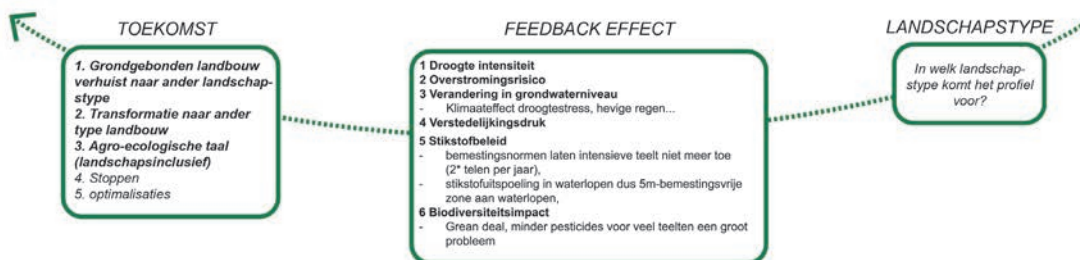 TOEKOMST
1. Grondgebonden landbouw
verhuist naar ander landschap-
stype
2. Transformatie naar ander
type landbouw
3. Agro-ecologische taal
(landschapsinclusief)
4. Stoppen
5. optimalisaties
FEEDBACK EFFECT
1 Droogte intensiteit
2 Overstromingsrisico
3 Verandering in grondwaterniveau
- Klimaateffect droogtestress, hevige regen...
4 Verstedelijkingsdruk
5 Stikstofbeleid
- bemestingsnormen laten intensieve teelt niet meer toe
(2* telen per jaar),
- stikstofuitspoeling in waterlopen dus 5m-bemestingsvrije
zone aan waterlopen,
6 Biodiversiteitsimpact
- Grean deal, minder pesticides voor veel teelten een groot
probleem
LANDSCHAPSTYPE
In welk landschap-
stype komt het profiel
voor?